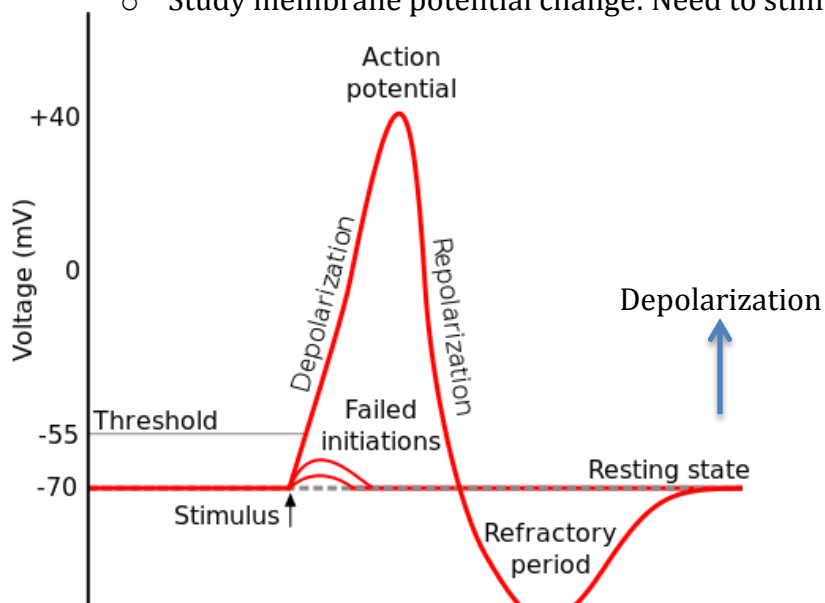 o Study membrane potential change. Need to stim
Action
potential
+40
Voltage (mV)
0
Depolarization
Repolarization
Depolarization
Threshold
Failed
initiations
-55
Resting state
-70
Stimulus
Refractory
period